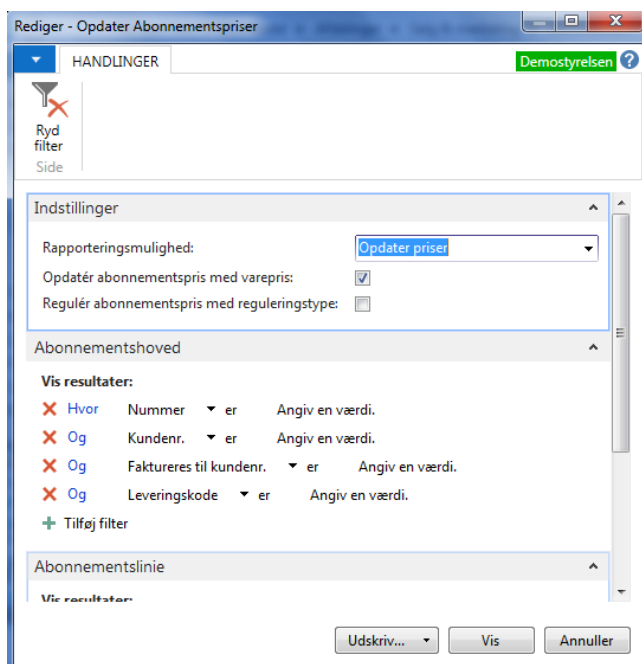 Rediger - Opdater Abonnementspriser
HANDLINGER
Demostyrelsen
Ryd
filter
Side
Indstillinger
Rapporteringsmulighed: Opdater priser
Opdatér abonnementspris med varepris:
Regulér abonnementspris med reguleringstype:
Abonnementshoved
Vis resultater:
Hvor Nummer er Angiv en værdi.
Og Kundenr. er Angiv en værdi.
Og Faktureres til kundenr. er Angiv en værdi.
Og Leveringskode er Angiv en værdi.
Tilføj filter
Abonnementslinie
Vis resultater:
Udskriv... Vis Annuller